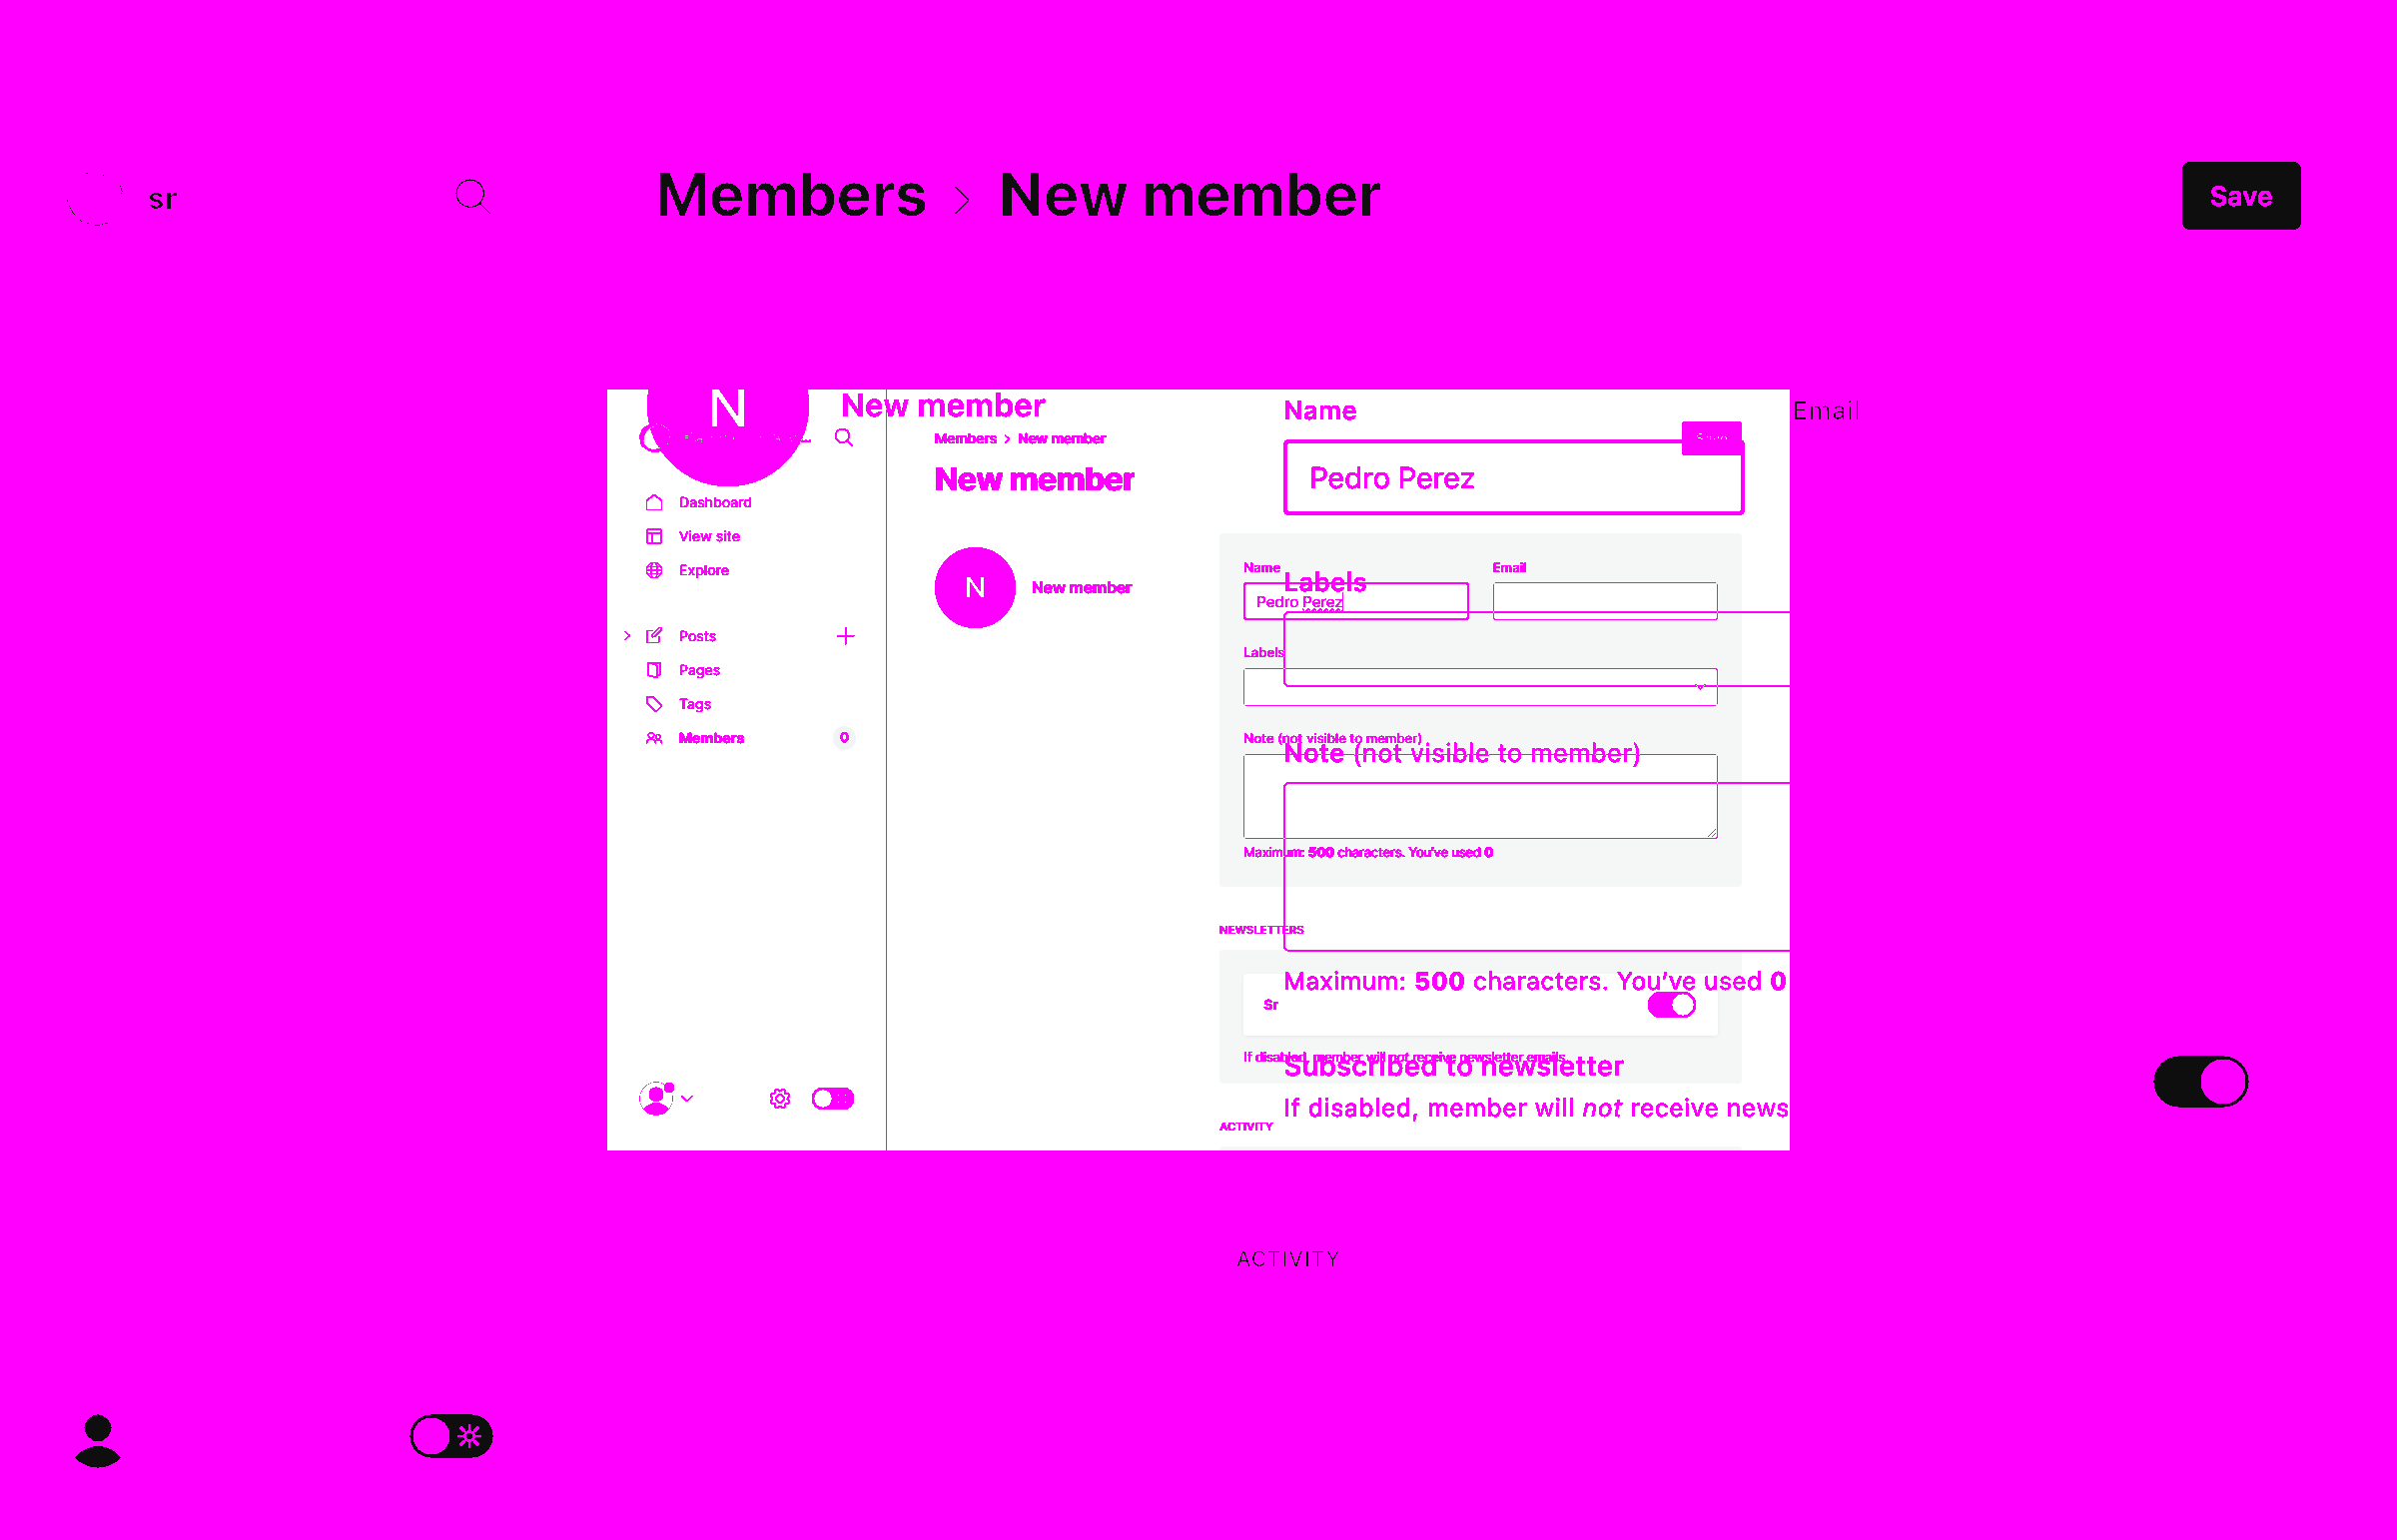 sr
Members > New member
Save
N
New member
Name
Email
Members > New member
Pedro Perez
New member
Dashboard
View site
Explore
N
New member
Name
Email
Labels
Pedro Perez
Posts
Pages
Tags
Members
0
Labels
Note (not visible to member)
Note (not visible to member)
Maximum: 500 characters. You've used 0
NEWSLETTERS
Maximum: 500 characters. You've used 0
Sr
If disabled, member will not receive newsletter emails
Subscribed to newsletter
If disabled, member will not receive news
ACTIVITY
ACTIVITY